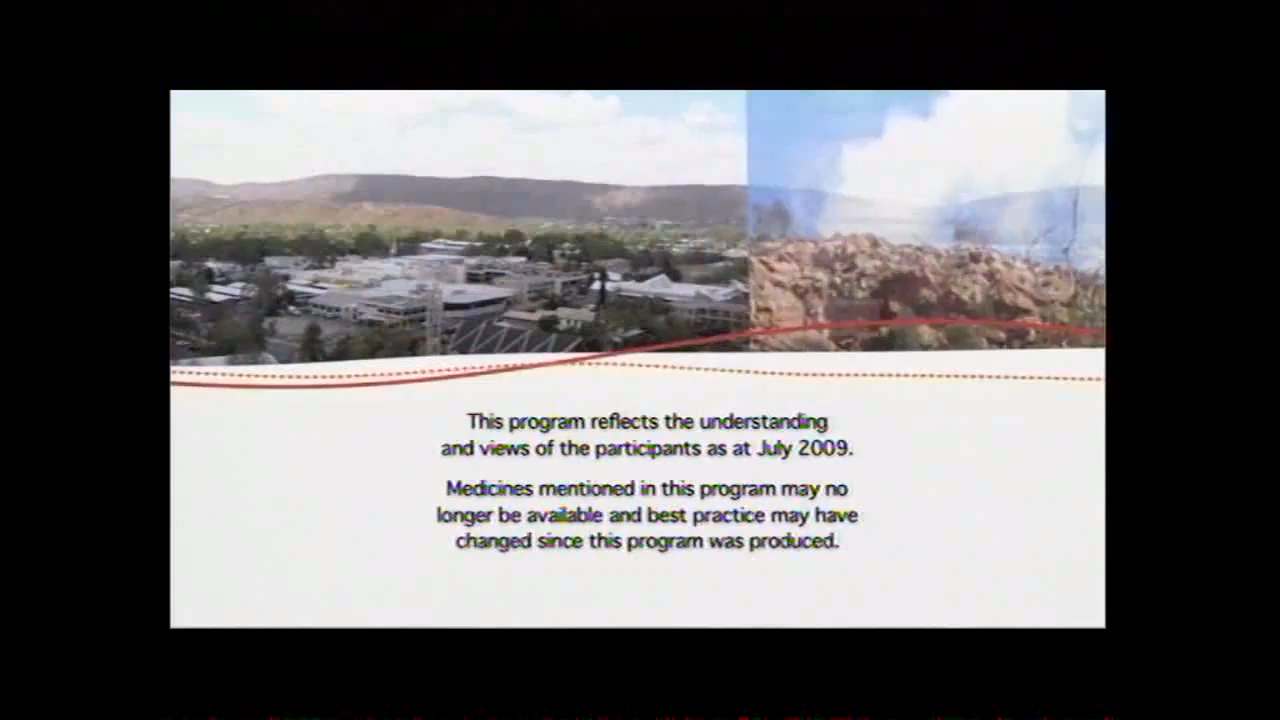 This program reflects the understanding
and views of the participants as at July 2009.
Medicines mentioned in this program may no
longer be available and best practice may have
changed since this program was produced.